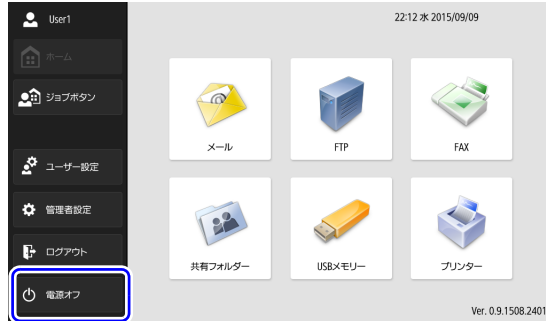 User1
22:12 水 2015/09/09
ホーム
ジョブボタン
ユーザー設定
管理者設定
ログアウト
電源オフ
メール
FTP
FAX
共有フォルダー
USBメモリー
プリンター
Ver. 0.9.1508.2401